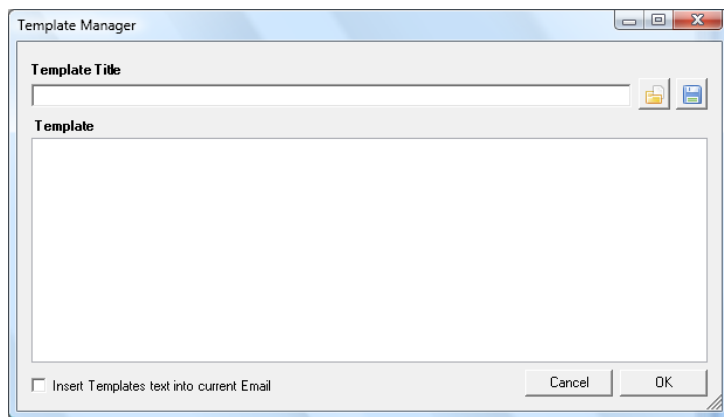 Template Manager
Template Title
Template
Insert Templates text into current Email
Cancel
OK